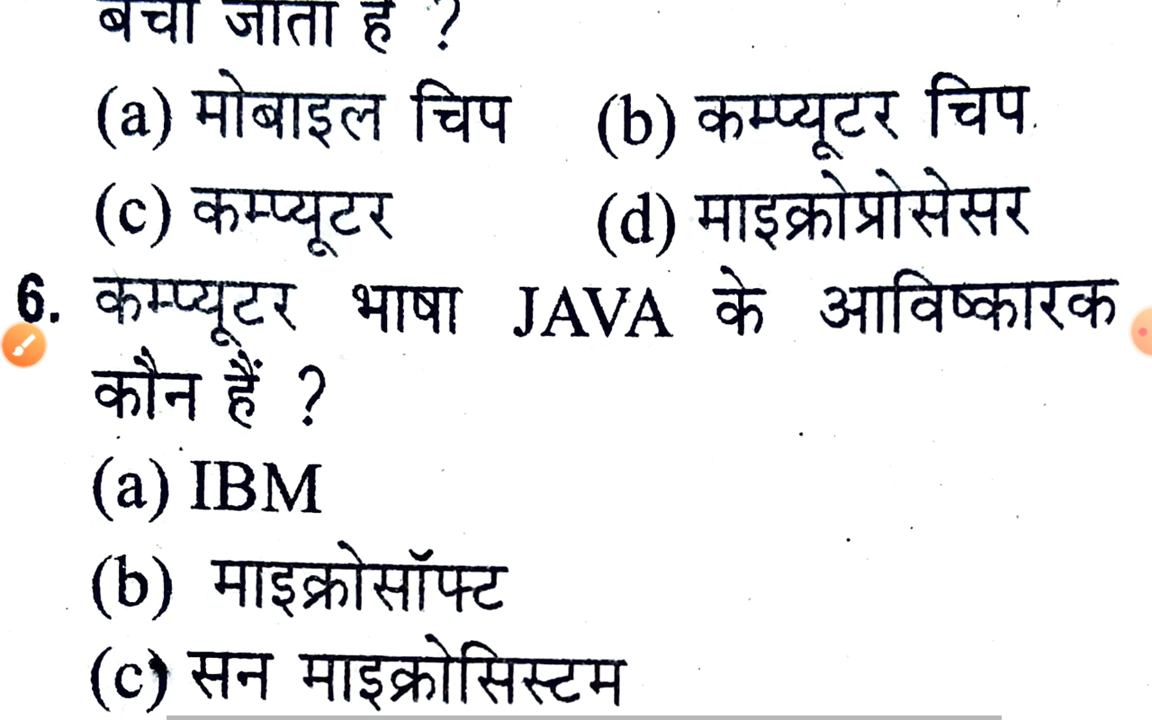 बेचा जाता है ?
(a) मोबाइल चिप (b) कम्प्यूटर चिप
(c) कम्प्यूटर (d) माइक्रोप्रोसेसर
6. कम्प्यूटर भाषा JAVA के आविष्कारक
कौन हैं ?
(a) IBM
(b) माइक्रोसॉफ्ट
(c) सन माइक्रोसिस्टम